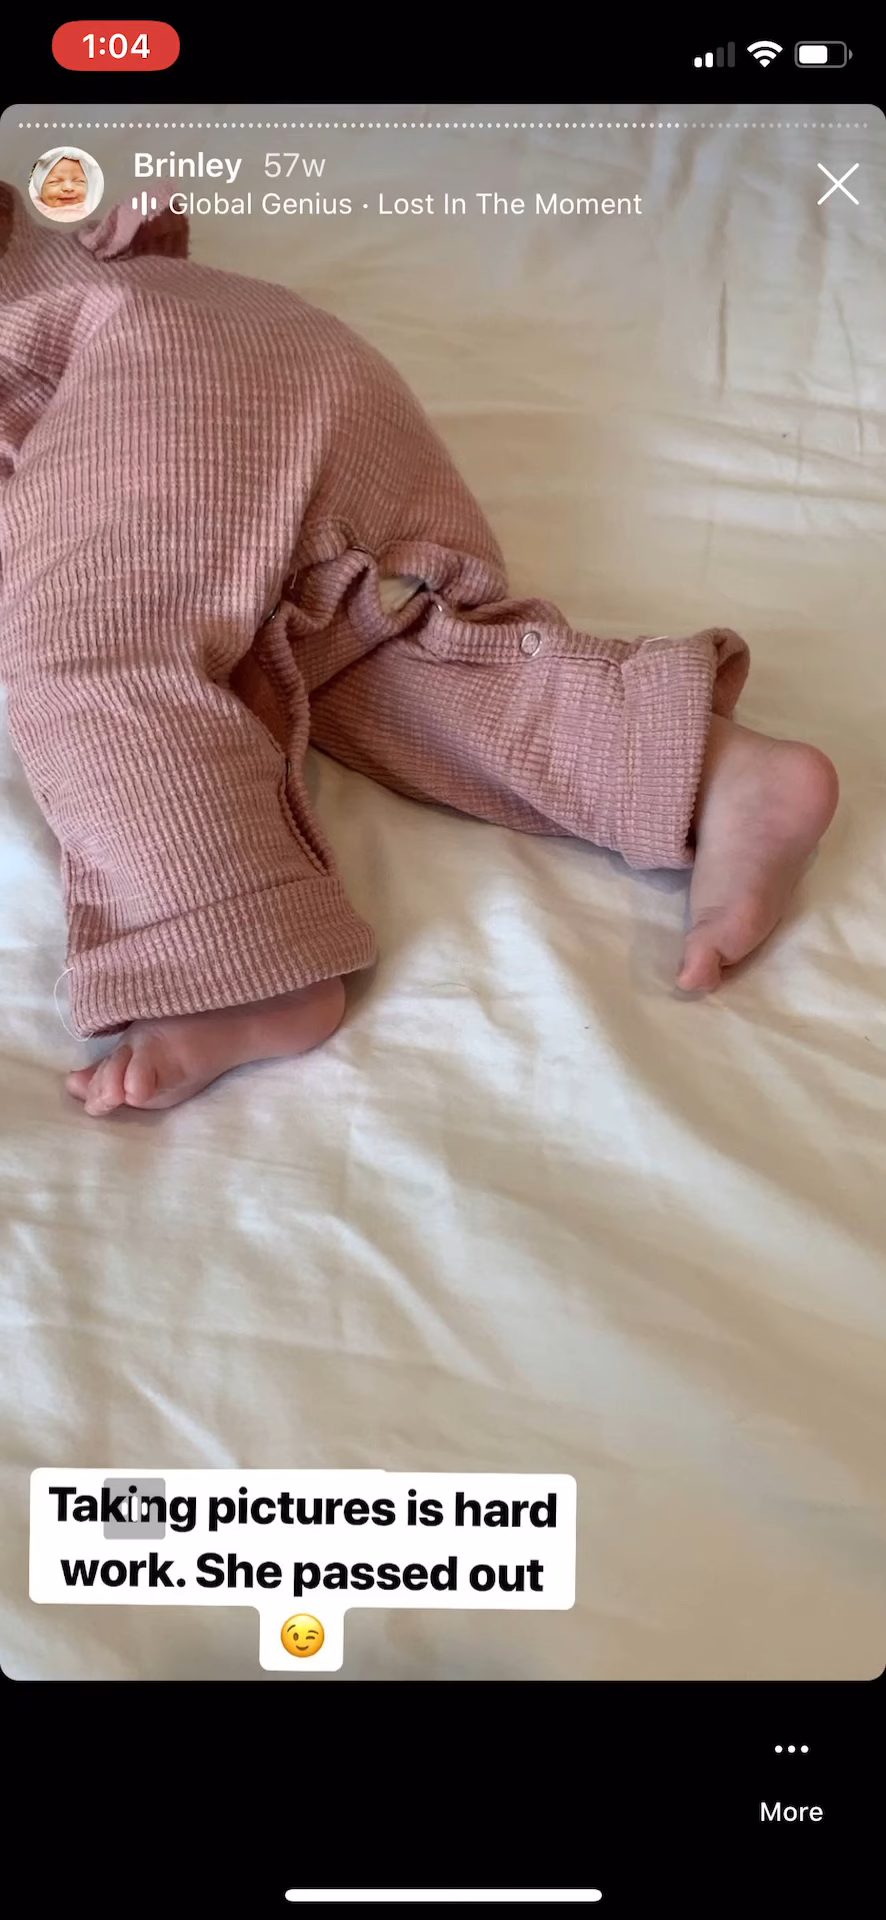 1:04
Brinley 57w
Global Genius · Lost In The Moment
Taking pictures is hard
work. She passed out
😉
More